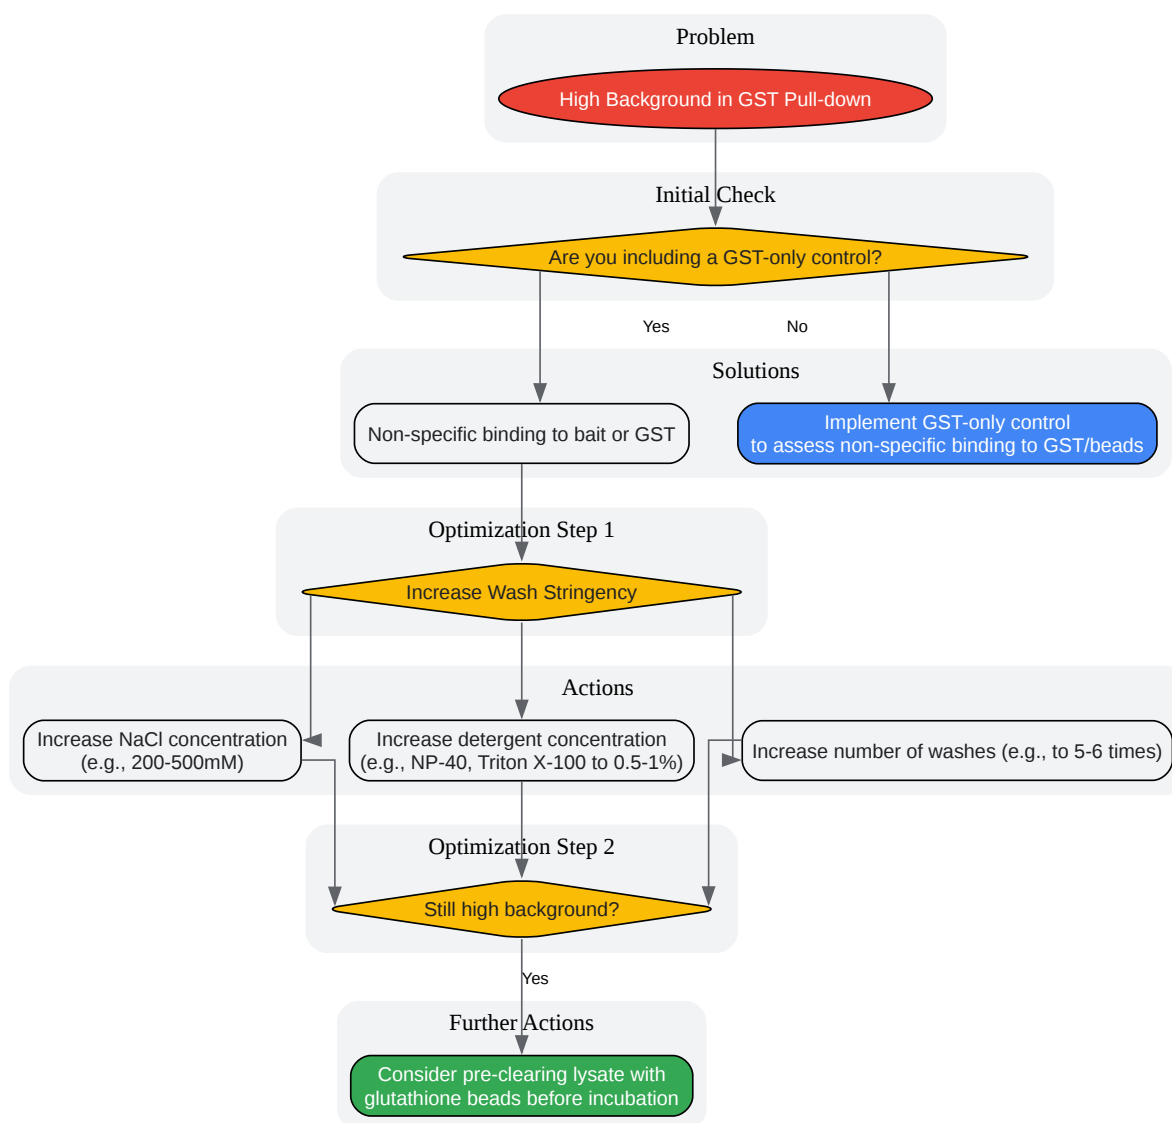 Problem
High Background in GST Pull-down
Initial Check
Are you including a GST-only control?
Yes
No
Solutions
Non-specific binding to bait or GST
Implement GST-only control
to assess non-specific binding to GST/beads
Optimization Step 1
Increase Wash Stringency
Actions
Increase NaCl concentration
(e.g., 200-500mM)
Increase detergent concentration
(e.g., NP-40, Triton X-100 to 0.5-1%)
Increase number of washes (e.g., to 5-6 times)
Optimization Step 2
Still high background?
Yes
Further Actions
Consider pre-clearing lysate with
glutathione beads before incubation